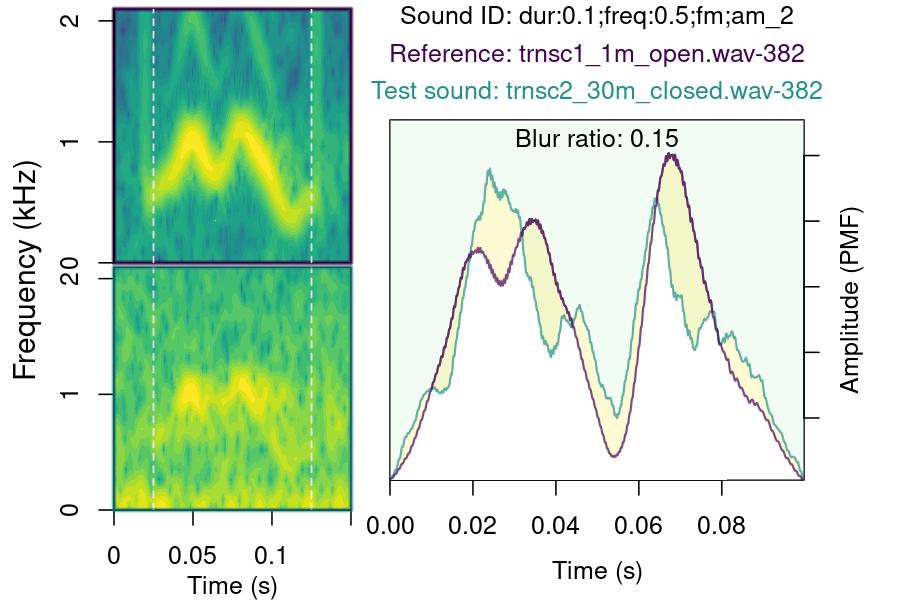 Sound ID: dur:0.1;freq:0.5;fm;am_2
Reference: trnsc1_1m_open.wav-382
Test sound: trnsc2_30m_closed.wav-382
Blur ratio: 0.15
Frequency (kHz)
2
1
0
2
1
0
0 0.05 0.1
Time (s)
0.00 0.02 0.04 0.06 0.08
Time (s)
Amplitude (PMF)